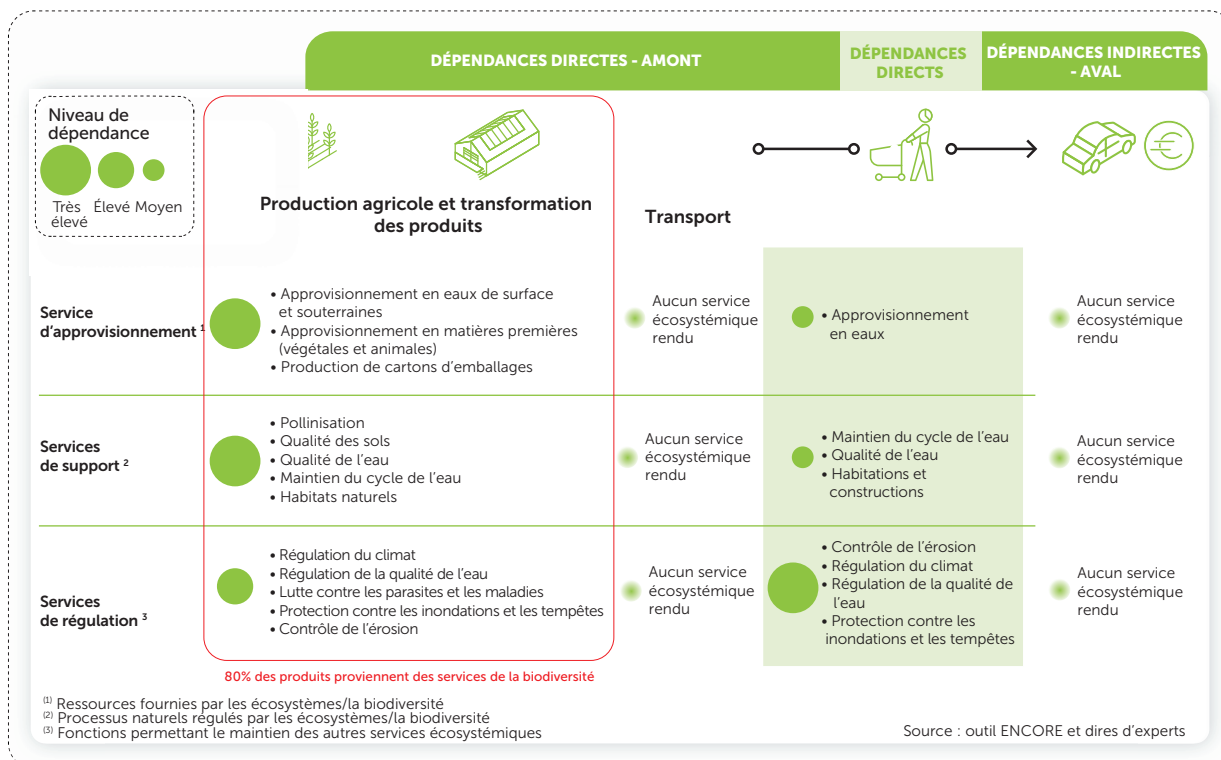 DÉPENDANCES DIRECTES - AMONT
DÉPENDANCES
DIRECTS
DÉPENDANCES INDIRECTES
- AVAL
Niveau de
dépendance
Très
élevé
Élevé
Moyen
Production agricole et transformation
des produits
Transport
Service
d'approvisionnement ¹
• Approvisionnement en eaux de surface
et souterraines
• Approvisionnement en matières premières
(végétales et animales)
• Production de cartons d'emballages
Aucun service
écosystémique
rendu
• Approvisionnement
en eaux
Aucun service
écosystémique
rendu
Services
de support ²
• Pollinisation
• Qualité des sols
• Qualité de l'eau
• Maintien du cycle de l'eau
• Habitats naturels
Aucun service
écosystémique
rendu
• Maintien du cycle de l'eau
• Qualité de l'eau
• Habitations et
constructions
Aucun service
écosystémique
rendu
Services
de régulation ³
• Régulation du climat
• Régulation de la qualité de l'eau
• Lutte contre les parasites et les maladies
• Protection contre les inondations et les tempêtes
• Contrôle de l'érosion
Aucun service
écosystémique
rendu
• Contrôle de l'érosion
• Régulation du climat
• Régulation de la qualité de
l'eau
• Protection contre les
inondations et les tempêtes
Aucun service
écosystémique
rendu
80% des produits proviennent des services de la biodiversité
(1) Ressources fournies par les écosystèmes/la biodiversité
(2) Processus naturels régulés par les écosystèmes/la biodiversité
(3) Fonctions permettant le maintien des autres services écosystémiques
Source : outil ENCORE et dires d'experts